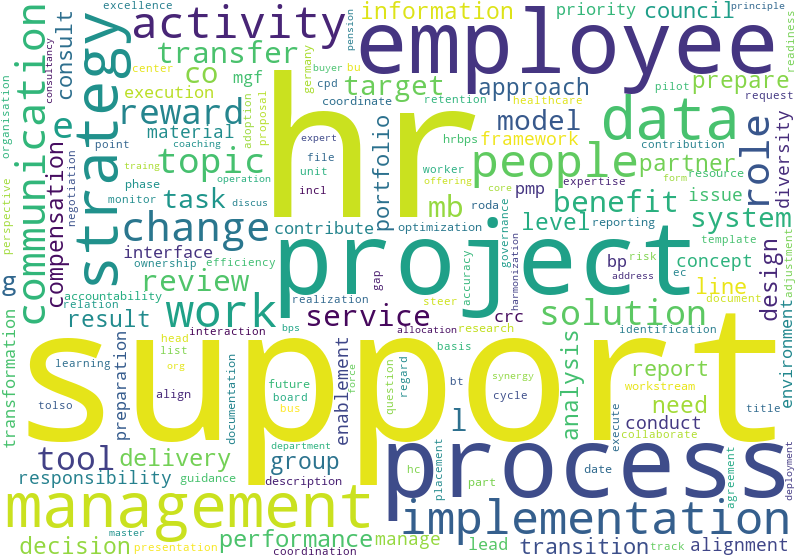 excellence
activity
information
priority
council
principle
communication
strategy
consult
consultancy
pension
employee
readiness
center
transfer
buyer
bu
germany
co
mgf
target
approach
prepare
execution
cpd
coordinate
retention
healthcare
pilot
request
reward
adoption
proposal
hr
model
data
role
diversity
material
expert
hrbps
framework
contribution
organisation
e
point
coaching
file
portfolio
worker
people
partner
resource
topic
traing
operation
unit
offering
core
form
compensation
negotiation
phase
monitor
discus
incl
pmp
expertise
issue
task
mb
benefit
system
perspective
change
contribute
roda
level
reporting
governance
template
interface
optimization
project
bp
risk
concept
design
ownership
efficiency
gap
accuracy
harmonization
address
ec
adjustment
g
accountability
review
realization
steer
line
relation
work
service
allocation
crc
solution
document
result
interaction
bps
research
identification
environment
transformation
head
list
support
basis
analysis
report
learning
org
enablement
question
regard
bt
synergy
workstream
preparation
align
future
board
force
cycle
need
title
tolso
documentation
bus
l
conduct
execute
collaborate
tool
delivery
department
group
process
placement
hc
part
date
agreement
deployment
responsibility
guidance
description
management
master
performance
manage
implementation
decision
presentation
coordination
lead
transition
track
alignment